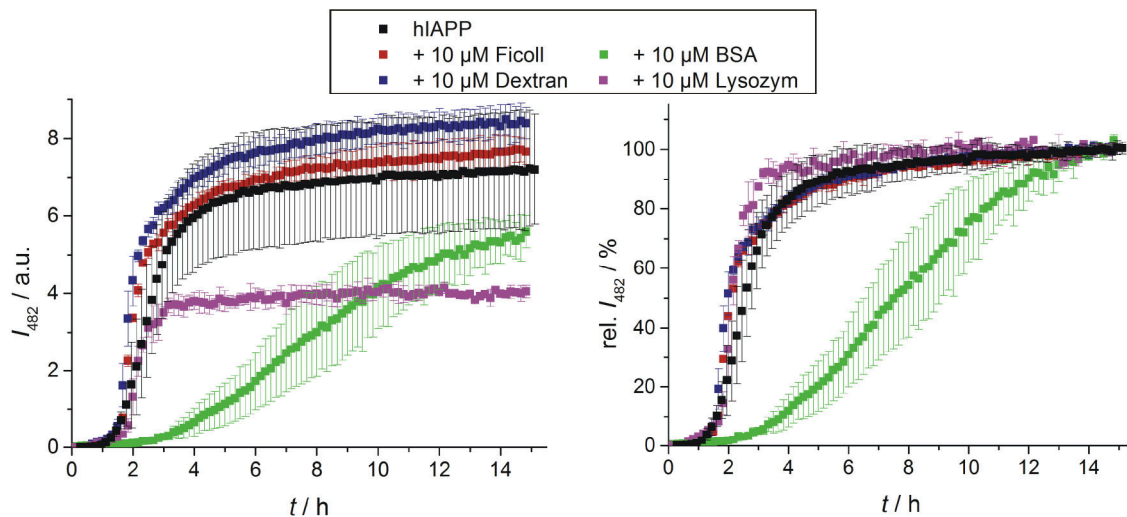 hIAPP
+ 10 µM Ficoll + 10 µM BSA
+ 10 µM Dextran + 10 µM Lysozym
8
6
4
2
0
I482 / a.u.
0 2 4 6 8 10 12 14
t / h
100
80
60
40
20
0
rel. I482 / %
0 2 4 6 8 10 12 14
t / h